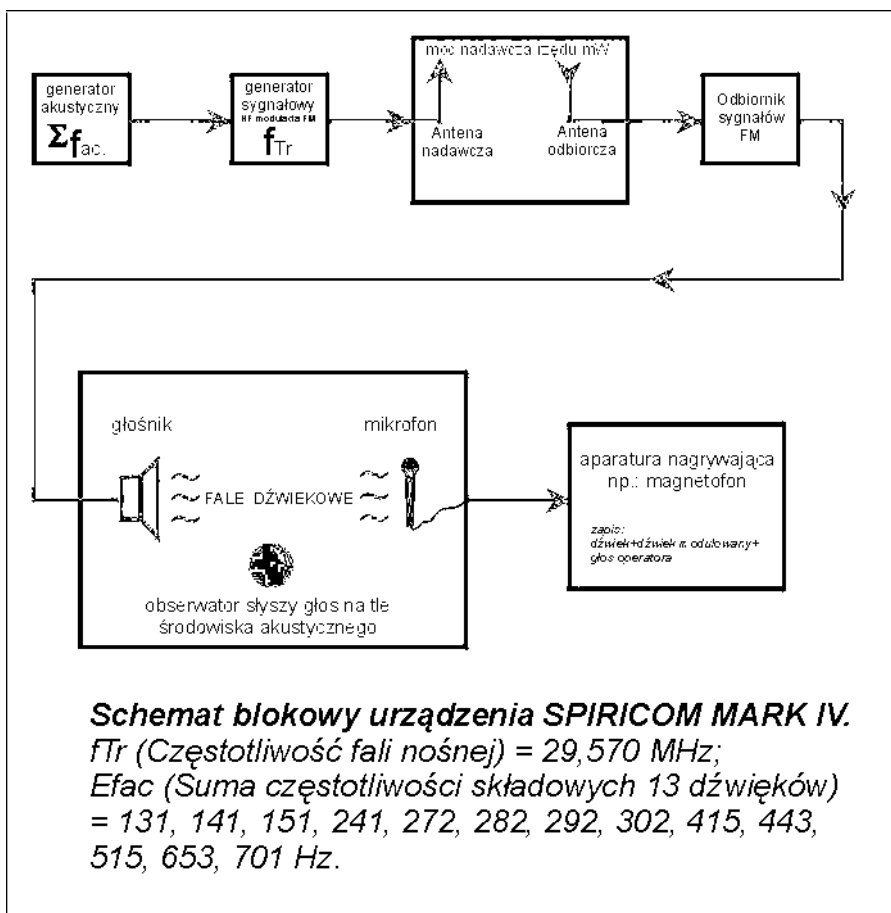 moc nadawcza rzędu mW
generator
akustyczny
Σfac.
generator
sygnałowy
HF modulacja FM
fTr
Antena
nadawcza
Antena
odbiorcza
Odbiornik
sygnałów
FM
głośnik
mikrofon
FALE DŹWIEKOWE
obserwator słyszy głos na tle
środowiska akustycznego
aparatura nagrywająca
np.: magnetofon
zapis:
dźwiek+dźwiek modulowany+
głos operatora
Schemat blokowy urządzenia SPIRICOM MARK IV.
fTr (Częstotliwość fali nośnej) = 29,570 MHz;
Efac (Suma częstotliwości składowych 13 dźwięków)
= 131, 141, 151, 241, 272, 282, 292, 302, 415, 443,
515, 653, 701 Hz.